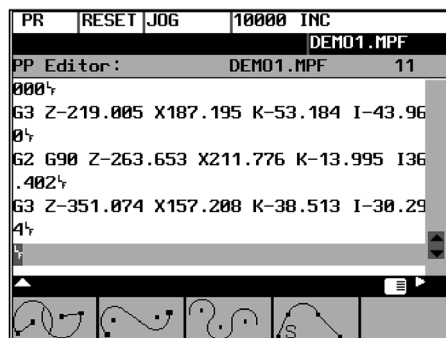 PR RESET JOG 10000 INC
DEMO1.MPF
PP Editor: DEMO1.MPF 11
000
G3 Z-219.005 X187.195 K-53.184 I-43.96
0
G2 G90 Z-263.653 X211.776 K-13.995 I36
.402
G3 Z-351.074 X157.208 K-38.513 I-30.29
4
S